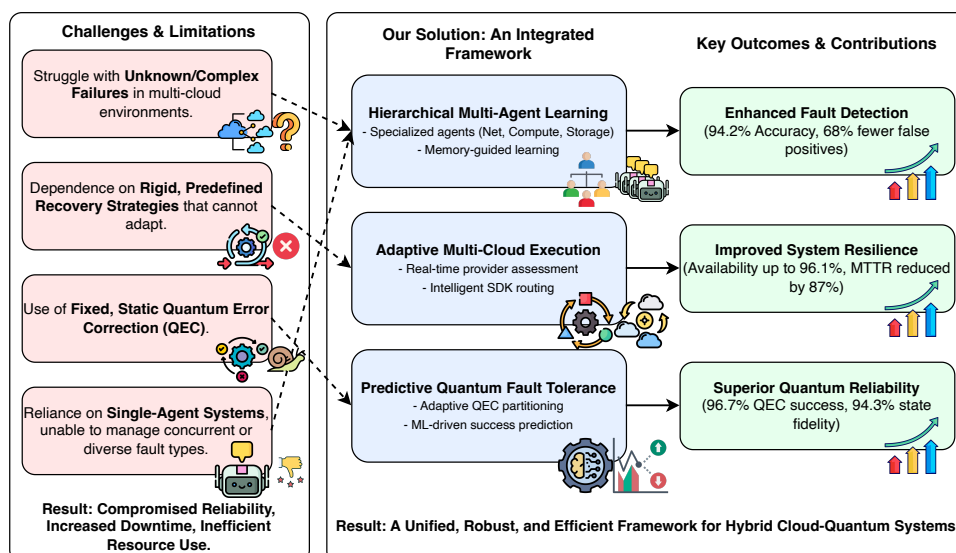 Challenges & Limitations
Struggle with Unknown/Complex
Failures in multi-cloud
environments.
Dependence on Rigid, Predefined
Recovery Strategies that cannot
adapt.
Use of Fixed, Static Quantum Error
Correction (QEC).
Reliance on Single-Agent Systems,
unable to manage concurrent or
diverse fault types.
Result: Compromised Reliability,
Increased Downtime, Inefficient
Resource Use.
Our Solution: An Integrated
Framework
Hierarchical Multi-Agent Learning
- Specialized agents (Net, Compute, Storage)
- Memory-guided learning
Adaptive Multi-Cloud Execution
- Real-time provider assessment
- Intelligent SDK routing
Predictive Quantum Fault Tolerance
- Adaptive QEC partitioning
- ML-driven success prediction
Key Outcomes & Contributions
Enhanced Fault Detection
(94.2% Accuracy, 68% fewer false
positives)
Improved System Resilience
(Availability up to 96.1%, MTTR reduced
by 87%)
Superior Quantum Reliability
(96.7% QEC success, 94.3% state
fidelity)
Result: A Unified, Robust, and Efficient Framework for Hybrid Cloud-Quantum Systems